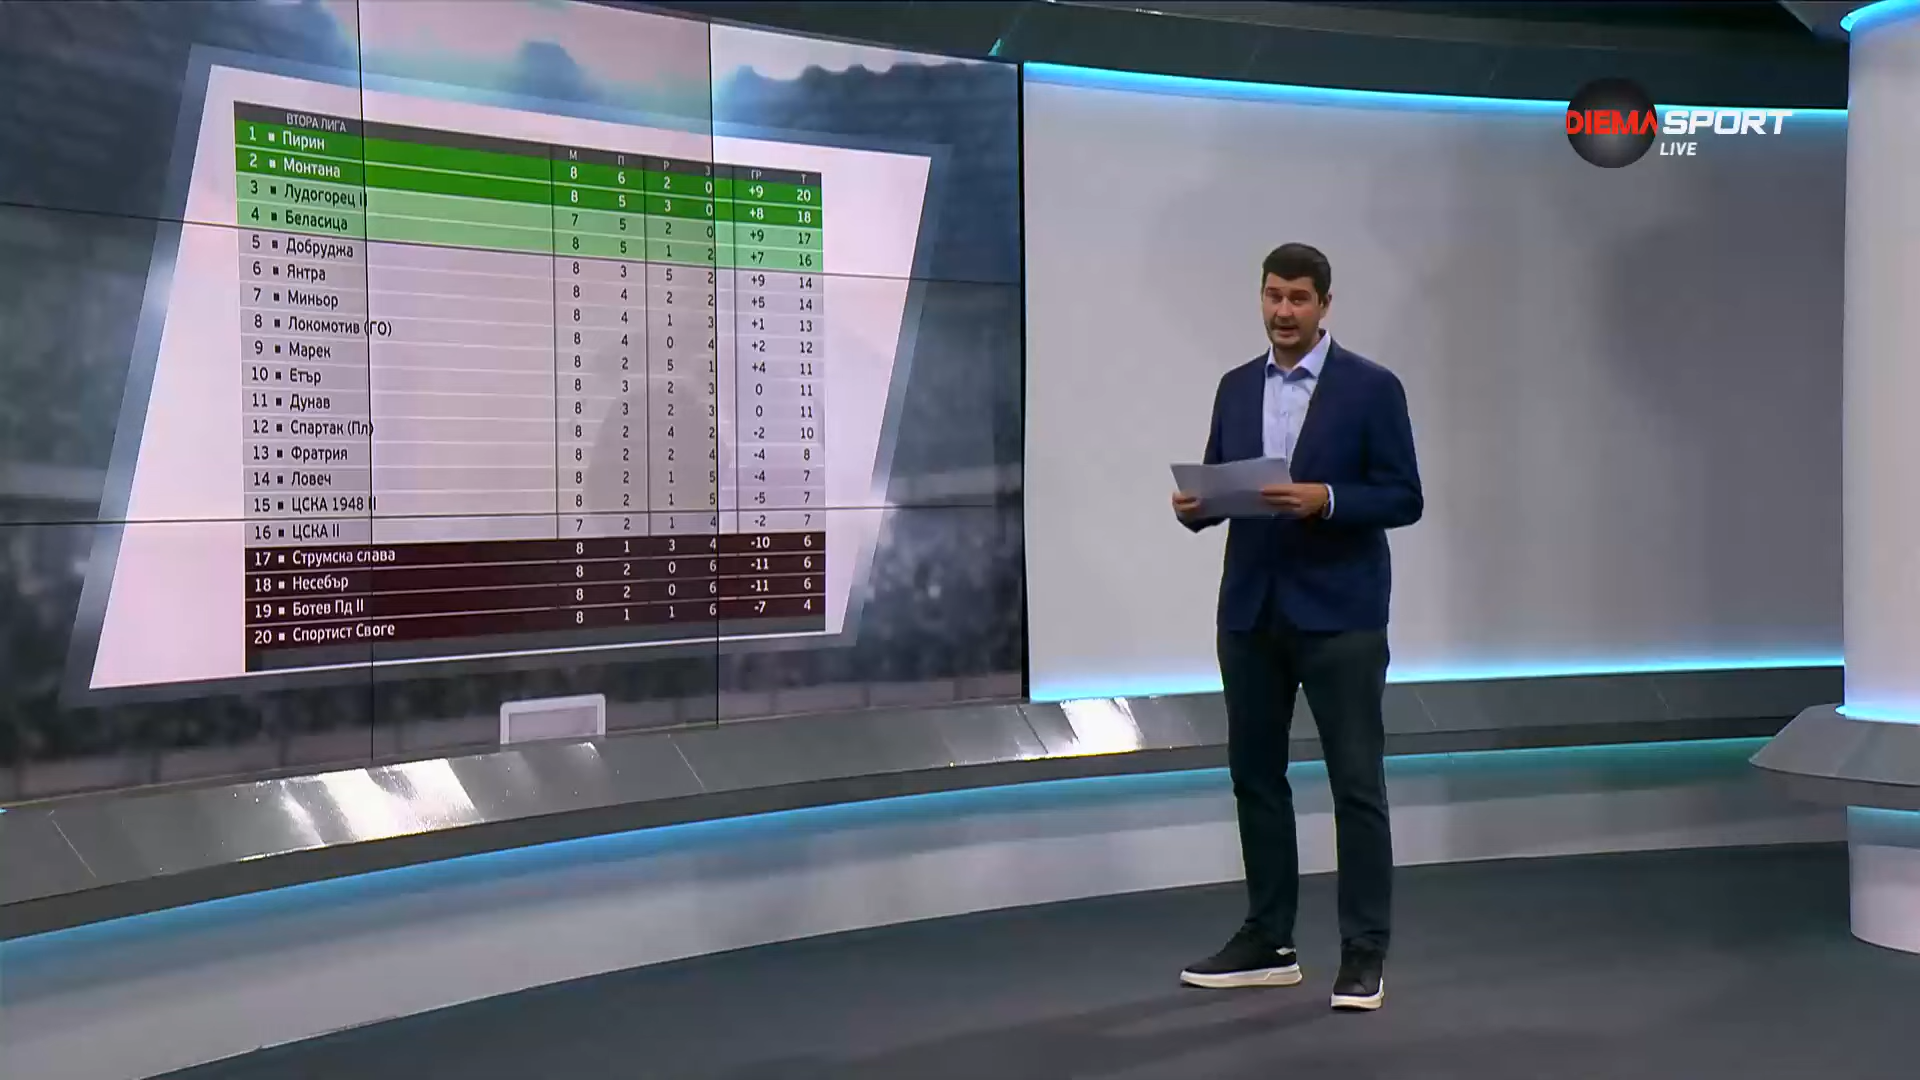 ВТОРА ЛИГА М П Р З ГР Т
1 Пирин 8 6 2 0 +9 20
2 Монтана 8 5 3 0 +8 18
3 Лудогорец II 7 5 2 0 +9 17
4 Беласица 8 5 1 2 +7 16
5 Добруджа 8 3 5 2 +9 14
6 Янтра 8 4 2 2 +5 14
7 Миньор 8 4 1 3 +1 13
8 Локомотив (ГО) 8 4 0 4 +2 12
9 Марек 8 2 5 1 +4 11
10 Етър 8 3 2 3 0 11
11 Дунав 8 3 2 3 0 11
12 Спартак (Пл) 8 2 4 2 -2 10
13 Фратрия 8 2 2 4 -4 8
14 Ловеч 8 2 1 5 -4 7
15 ЦСКА 1948 II 8 2 1 5 -5 7
16 ЦСКА II 7 2 1 4 -2 7
17 Струмска слава 8 1 3 4 -10 6
18 Несебър 8 2 0 6 -11 6
19 Ботев Пд II 8 2 0 6 -11 6
20 Спортист Своге 8 1 1 6 -7 4
DIEMA SPORT
LIVE